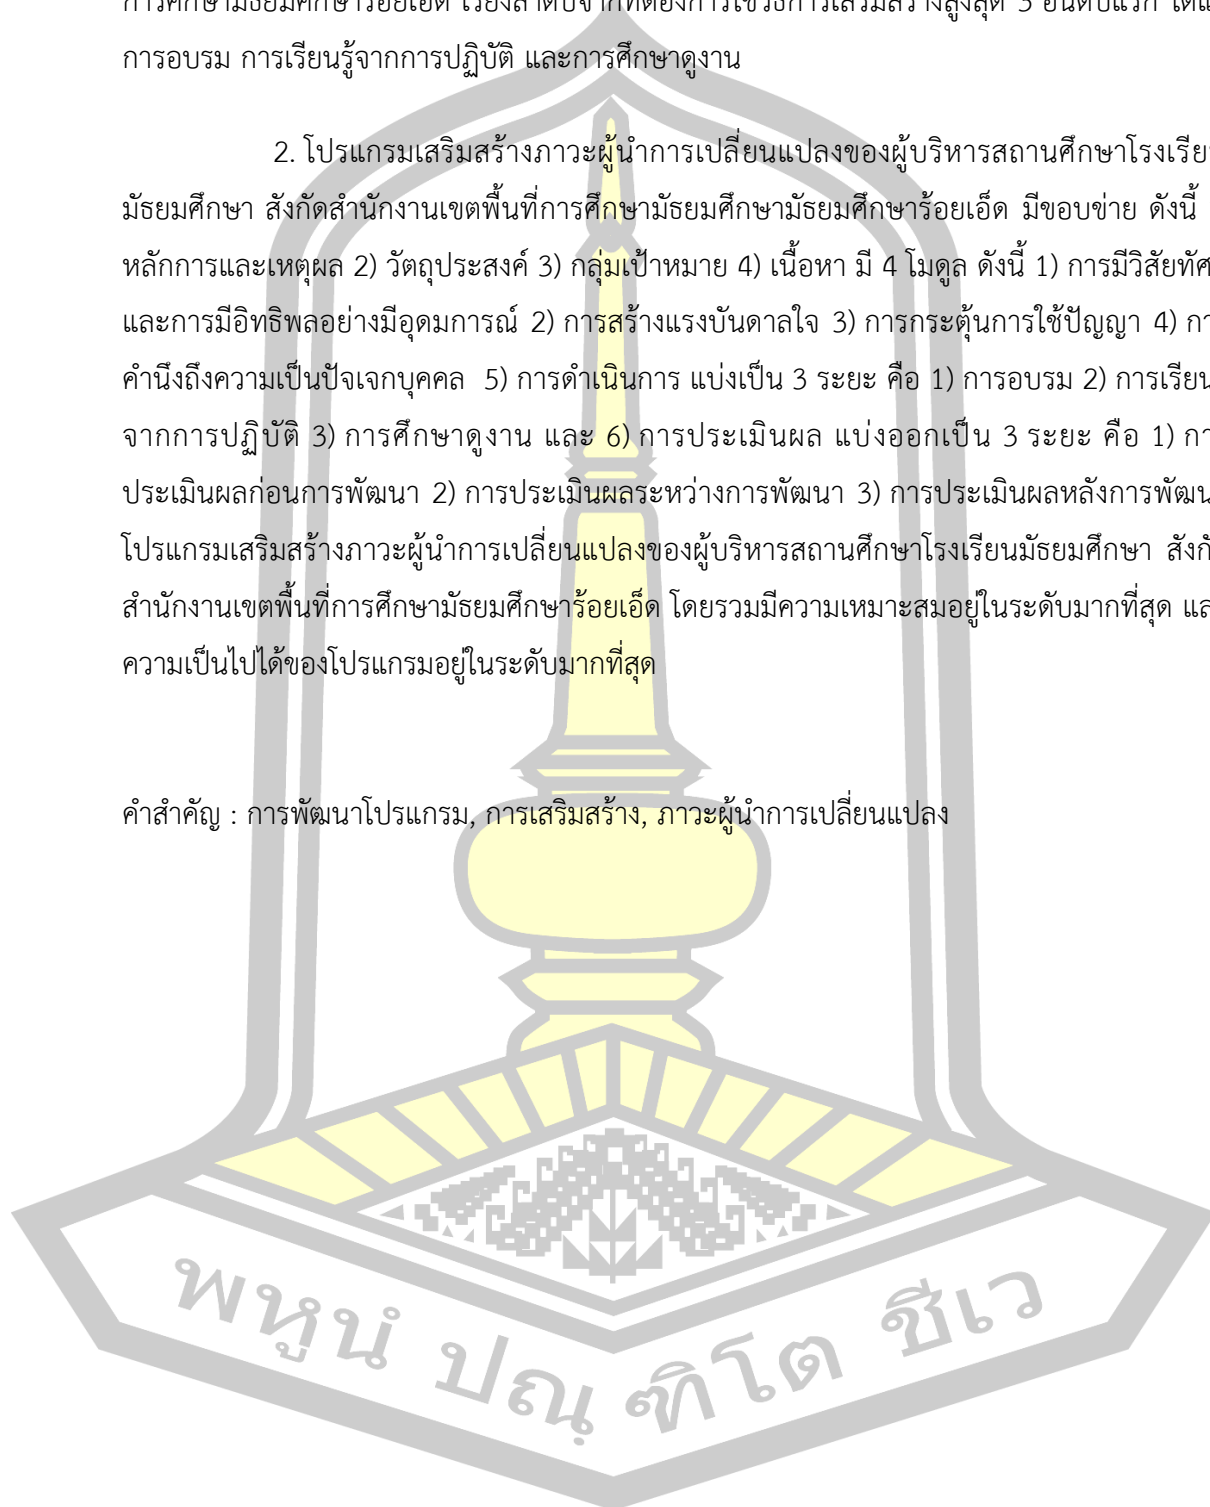 การศึกษามัธยมศึกษาร้อยเอ็ด เรียงลำดับจากที่ต้องการใช้วิธีการเสริมสร้างสูงสุด 3 อันดับแรก
การอบรม การเรียนรู้จากการปฏิบัติ และการศึกษาดูงาน
2. โปรแกรมเสริมสร้างภาวะผู้นำการเปลี่ยนแปลงของผู้บริหารสถานศึกษาโรงเรีย
มัธยมศึกษา สังกัดสำนักงานเขตพื้นที่การศึกษามัธยมศึกษามัธยมศึกษาร้อยเอ็ด มีขอบข่าย ดังนี้
หลักการและเหตุผล 2) วัตถุประสงค์ 3) กลุ่มเป้าหมาย 4) เนื้อหา มี 4 โมดูล ดังนี้ 1) การมีวิสัยทัศ
และการมีอิทธิพลอย่างมีอุดมการณ์ 2) การสร้างแรงบันดาลใจ 3) การกระตุ้นการใช้ปัญญา 4) กา
คำนึงถึงความเป็นปัจเจกบุคคล 5) การดำเนินการ แบ่งเป็น 3 ระยะ คือ 1) การอบรม 2) การเรียน
จากการปฏิบัติ 3) การศึกษาดูงาน และ 6) การประเมินผล แบ่งออกเป็น 3 ระยะ คือ 1) กา
ประเมินผลก่อนการพัฒนา 2) การประเมินผลระหว่างการพัฒนา 3) การประเมินผลหลังการพัฒน
โปรแกรมเสริมสร้างภาวะผู้นำการเปลี่ยนแปลงของผู้บริหารสถานศึกษาโรงเรียนมัธยมศึกษา สังกั
สำนักงานเขตพื้นที่การศึกษามัธยมศึกษาร้อยเอ็ด โดยรวมมีความเหมาะสมอยู่ในระดับมากที่สุด แล
ความเป็นไปได้ของโปรแกรมอยู่ในระดับมากที่สุด
คำสำคัญ : การพัฒนาโปรแกรม, การเสริมสร้าง, ภาวะผู้นำการเปลี่ยนแปลง
พหูนํ ปณฺฑิโต ชีเว